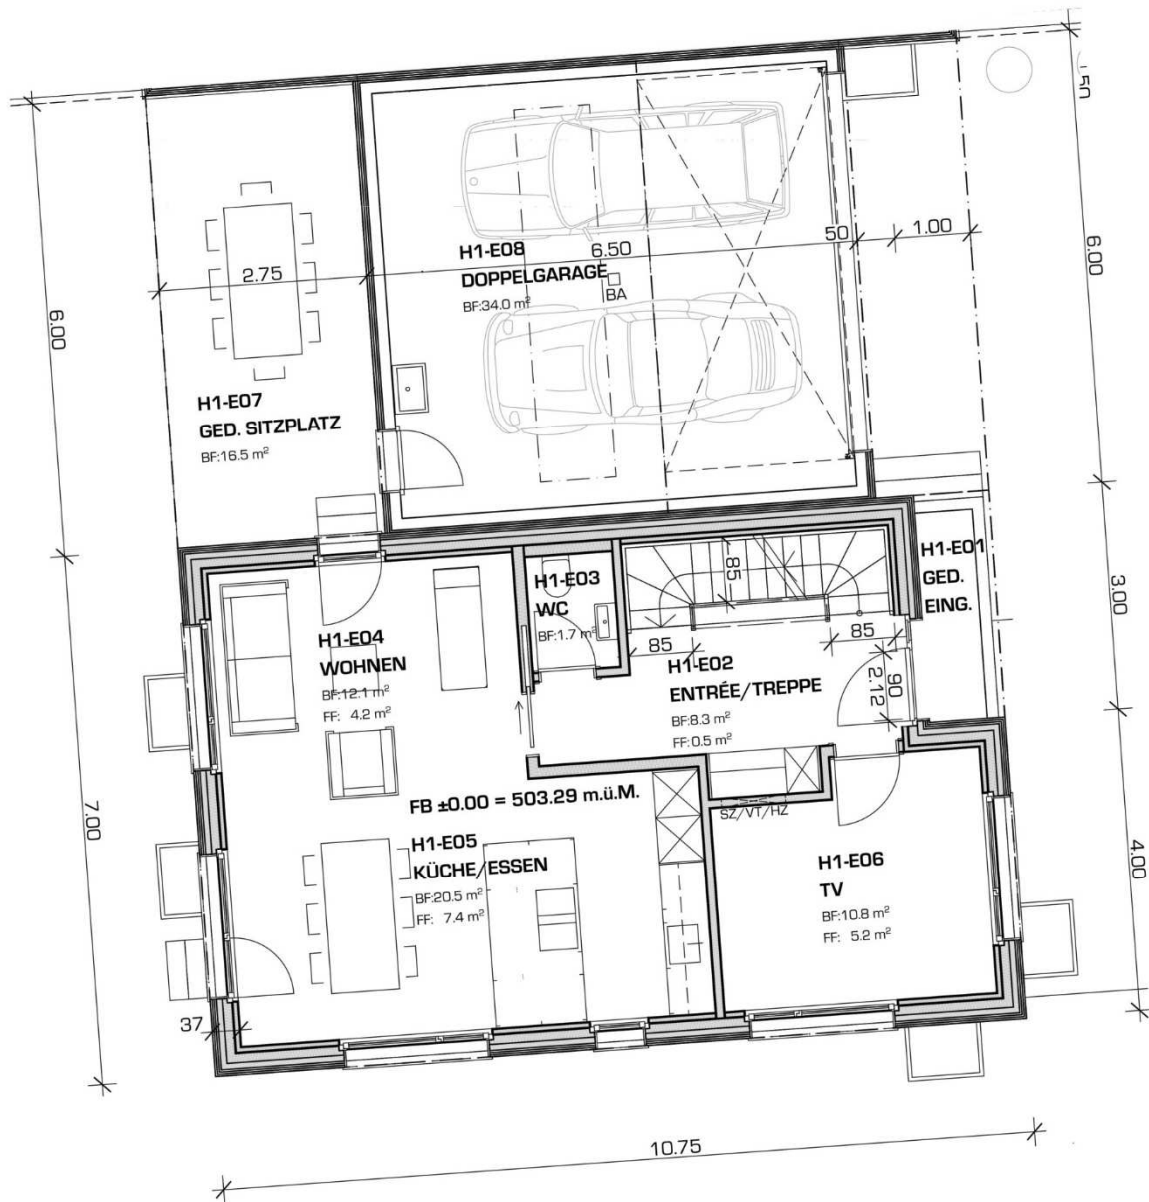 50
1.00
50
6.50
6.00
H1-E08
DOPPELGARAGE
BF:34.0 m²
BA
2.75
6.00
H1-E07
GED. SITZPLATZ
BF:16.5 m²
H1-E01
GED.
EING.
3.00
H1-E03
WC
BF:1.7 m²
85
85
85
H1-E02
ENTRÉE/TREPPE
BF:8.3 m²
FF:0.5 m²
90
2.12
H1-E04
WOHNEN
BF:12.1 m²
FF: 4.2 m²
FB ±0.00 = 503.29 m.ü.M.
SZ/VT/HZ
7.00
H1-E05
KÜCHE/ESSEN
BF:20.5 m²
FF: 7.4 m²
H1-E06
TV
BF:10.8 m²
FF: 5.2 m²
4.00
37
10.75